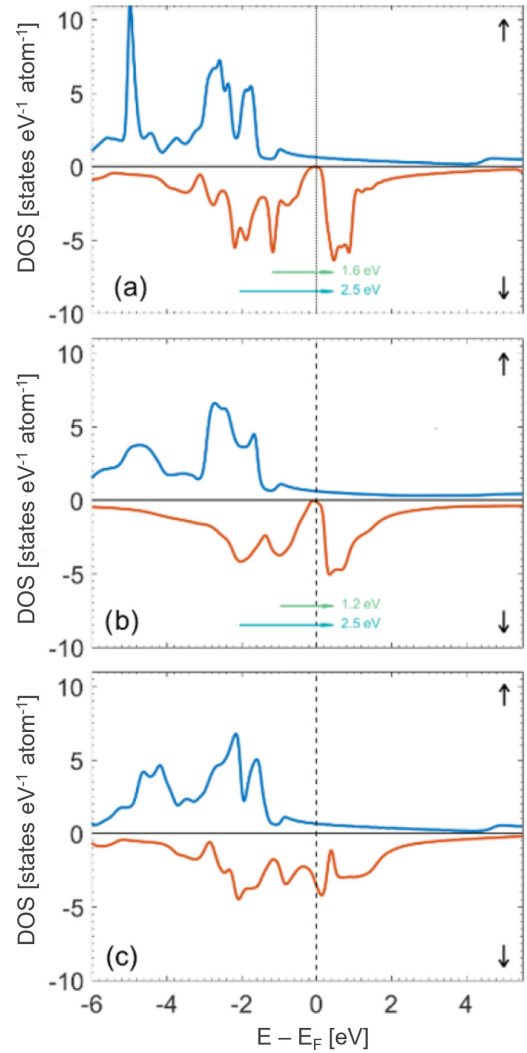 10
↑
5
0
-5
-10
DOS [states eV⁻¹ atom⁻¹]
(a)
1.6 eV
2.5 eV
↓
10
↑
5
0
-5
-10
DOS [states eV⁻¹ atom⁻¹]
(b)
1.2 eV
2.5 eV
↓
10
↑
5
0
-5
-10
DOS [states eV⁻¹ atom⁻¹]
(c)
↓
-6 -4 -2 0 2 4
E – E_F [eV]